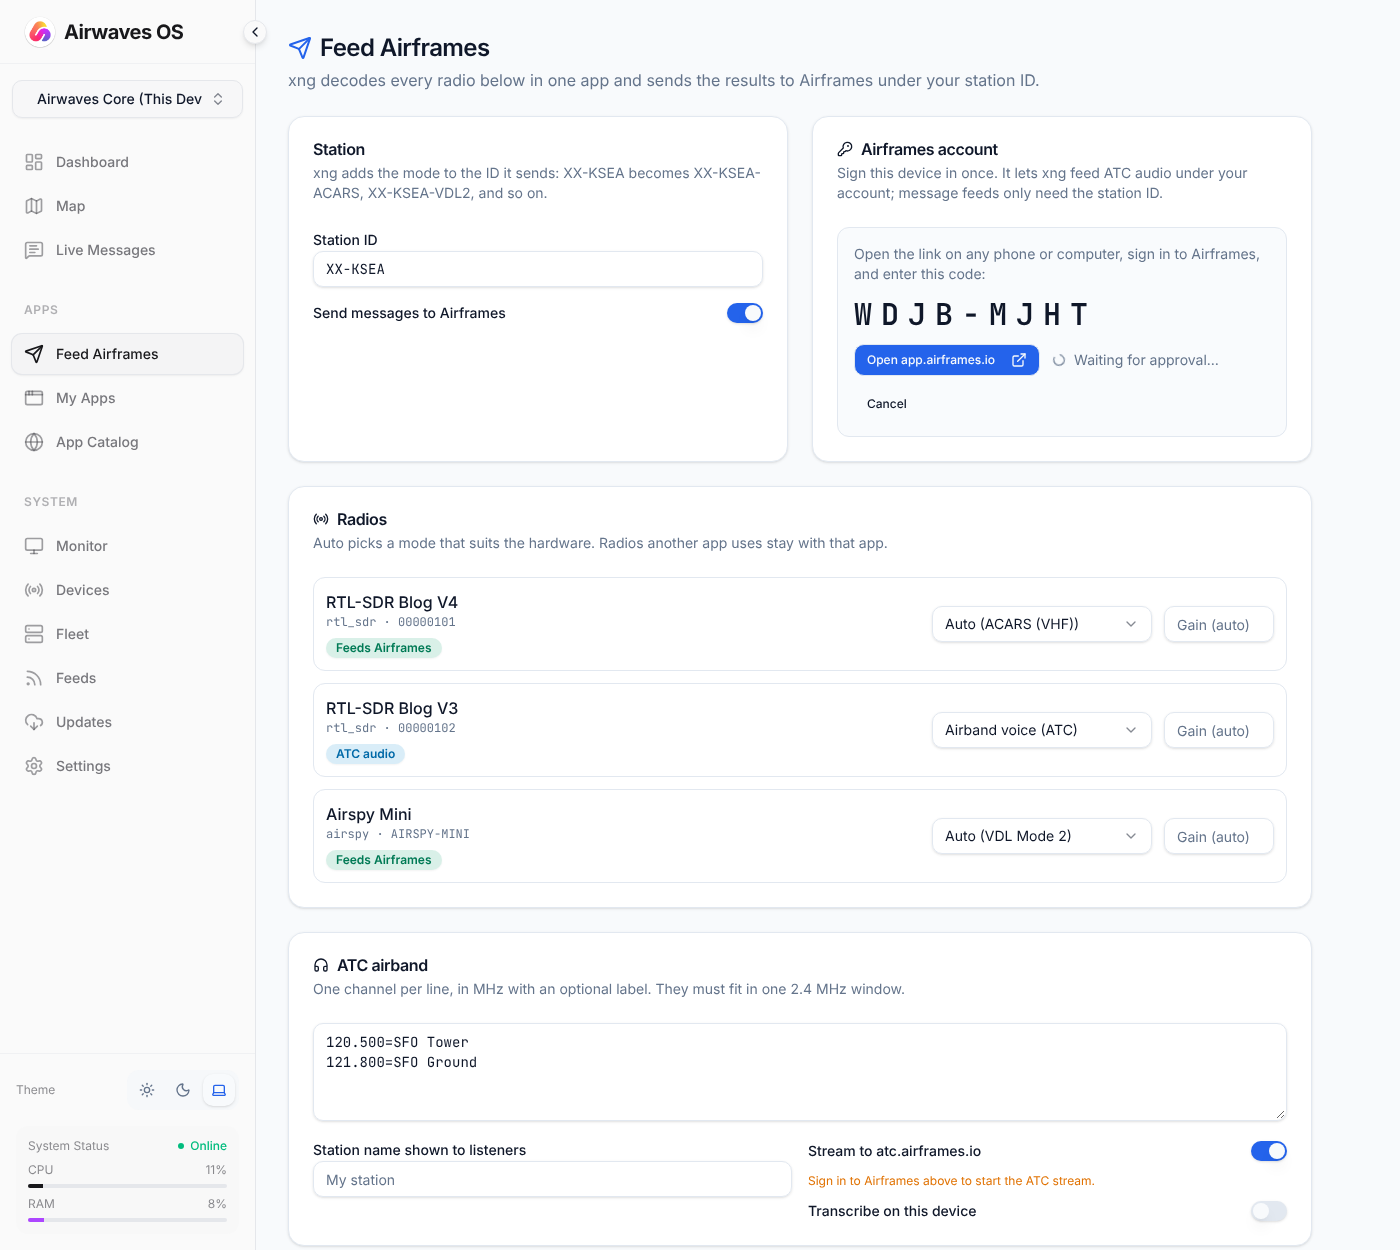 Airwaves OS
Airwaves Core (This Dev
Dashboard
Map
Live Messages
APPS
Feed Airframes
My Apps
App Catalog
SYSTEM
Monitor
Devices
Fleet
Feeds
Updates
Settings
Theme
System Status
Online
CPU
11%
RAM
8%
Feed Airframes
xng decodes every radio below in one app and sends the results to Airframes under your station ID.
Station
xng adds the mode to the ID it sends: XX-KSEA becomes XX-KSEA-
ACARS, XX-KSEA-VDL2, and so on.
Station ID
XX-KSEA
Send messages to Airframes
Airframes account
Sign this device in once. It lets xng feed ATC audio under your
account; message feeds only need the station ID.
Open the link on any phone or computer, sign in to Airframes,
and enter this code:
WDJB-MJHT
Open app.airframes.io
Waiting for approval...
Cancel
Radios
Auto picks a mode that suits the hardware. Radios another app uses stay with that app.
RTL-SDR Blog V4
rtl_sdr · 00000101
Feeds Airframes
Auto (ACARS (VHF))
Gain (auto)
RTL-SDR Blog V3
rtl_sdr · 00000102
ATC audio
Airband voice (ATC)
Gain (auto)
Airspy Mini
airspy · AIRSPY-MINI
Feeds Airframes
Auto (VDL Mode 2)
Gain (auto)
ATC airband
One channel per line, in MHz with an optional label. They must fit in one 2.4 MHz window.
120.500=SFO Tower
121.800=SFO Ground
Station name shown to listeners
My station
Stream to atc.airframes.io
Sign in to Airframes above to start the ATC stream.
Transcribe on this device